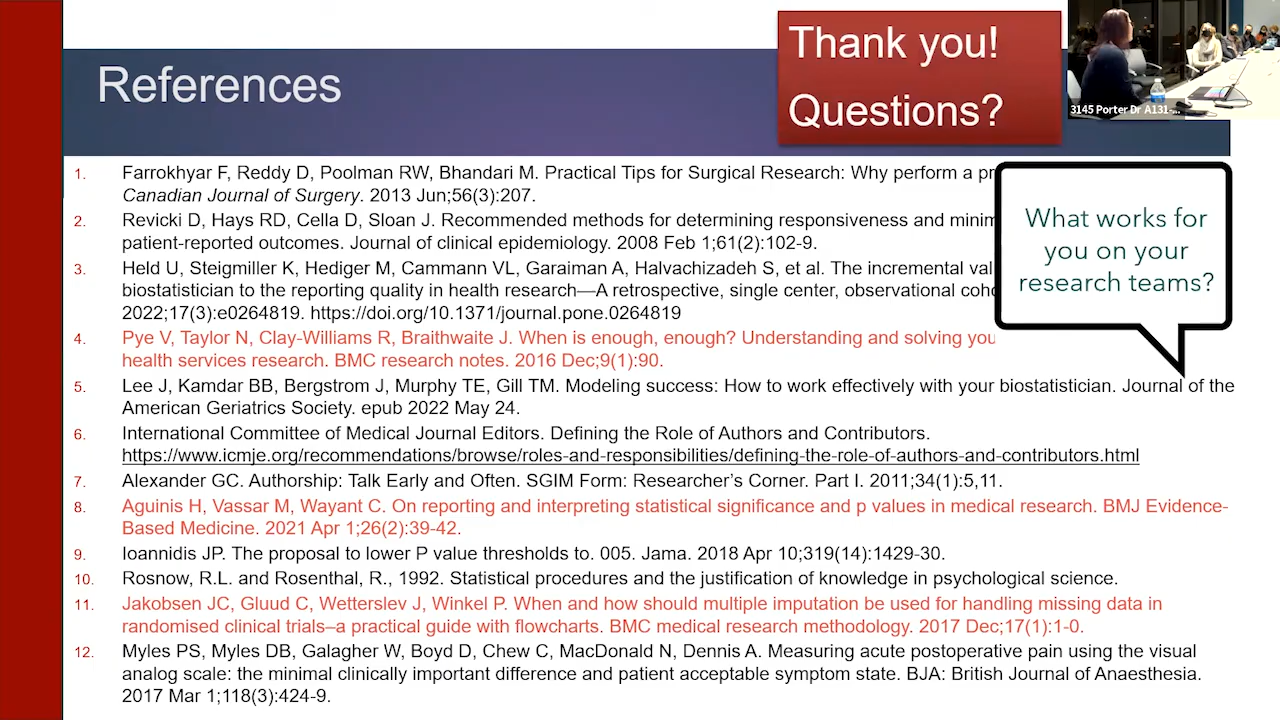 Thank you!
Questions?
References
3145 Porter Dr A131-...
1. Farrokhyar F, Reddy D, Poolman RW, Bhandari M. Practical Tips for Surgical Research: Why perform a
Canadian Journal of Surgery. 2013 Jun;56(3):207.
2. Revicki D, Hays RD, Cella D, Sloan J. Recommended methods for determining responsiveness and
patient-reported outcomes. Journal of clinical epidemiology. 2008 Feb 1;61(2):102-9.
3. Held U, Steigmiller K, Hediger M, Cammann VL, Garaiman A, Halvachizadeh S, et al. The incremental
biostatistician to the reporting quality in health research—A retrospective, single center, observational
2022;17(3):e0264819. https://doi.org/10.1371/journal.pone.0264819
4. Pye V, Taylor N, Clay-Williams R, Braithwaite J. When is enough, enough? Understanding and solving
health services research. BMC research notes. 2016 Dec;9(1):90.
5. Lee J, Kamdar BB, Bergstrom J, Murphy TE, Gill TM. Modeling success: How to work effectively with your biostatistician. Journal of the
American Geriatrics Society. epub 2022 May 24.
6. International Committee of Medical Journal Editors. Defining the Role of Authors and Contributors.
https://www.icmje.org/recommendations/browse/roles-and-responsibilities/defining-the-role-of-authors-and-contributors.html
7. Alexander GC. Authorship: Talk Early and Often. SGIM Form: Researcher's Corner. Part I. 2011;34(1):5,11.
8. Aguinis H, Vassar M, Wayant C. On reporting and interpreting statistical significance and p values in medical research. BMJ Evidence-
Based Medicine. 2021 Apr 1;26(2):39-42.
9. Ioannidis JP. The proposal to lower P value thresholds to. 005. Jama. 2018 Apr 10;319(14):1429-30.
10. Rosnow, R.L. and Rosenthal, R., 1992. Statistical procedures and the justification of knowledge in psychological science.
11. Jakobsen JC, Gluud C, Wetterslev J, Winkel P. When and how should multiple imputation be used for handling missing data in
randomised clinical trials–a practical guide with flowcharts. BMC medical research methodology. 2017 Dec;17(1):1-0.
12. Myles PS, Myles DB, Galagher W, Boyd D, Chew C, MacDonald N, Dennis A. Measuring acute postoperative pain using the visual
analog scale: the minimal clinically important difference and patient acceptable symptom state. BJA: British Journal of Anaesthesia.
2017 Mar 1;118(3):424-9.
What works for
you on your
research teams?